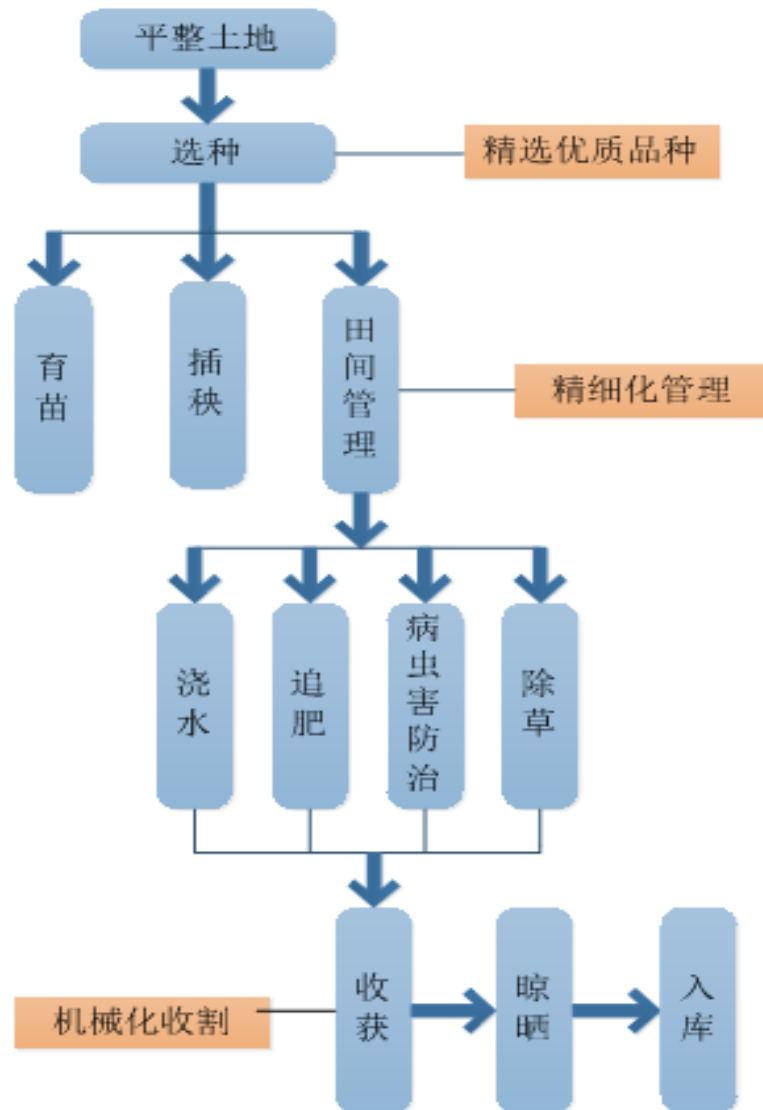 平整土地
选种
精选优质品种
育苗
插秧
田间管理
精细化管理
浇水
追肥
病虫害防治
除草
机械化收割
收获
晾晒
入库